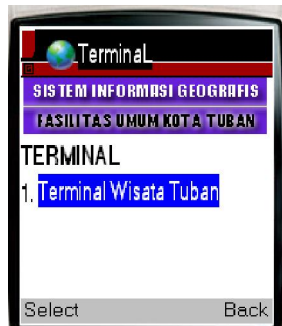 TerminaL
SISTEM INFORMASI GEOGRAFIS
FASILITAS UMUM KOTA TUBAN
TERMINAL
1. Terminal Wisata Tuban
Select Back